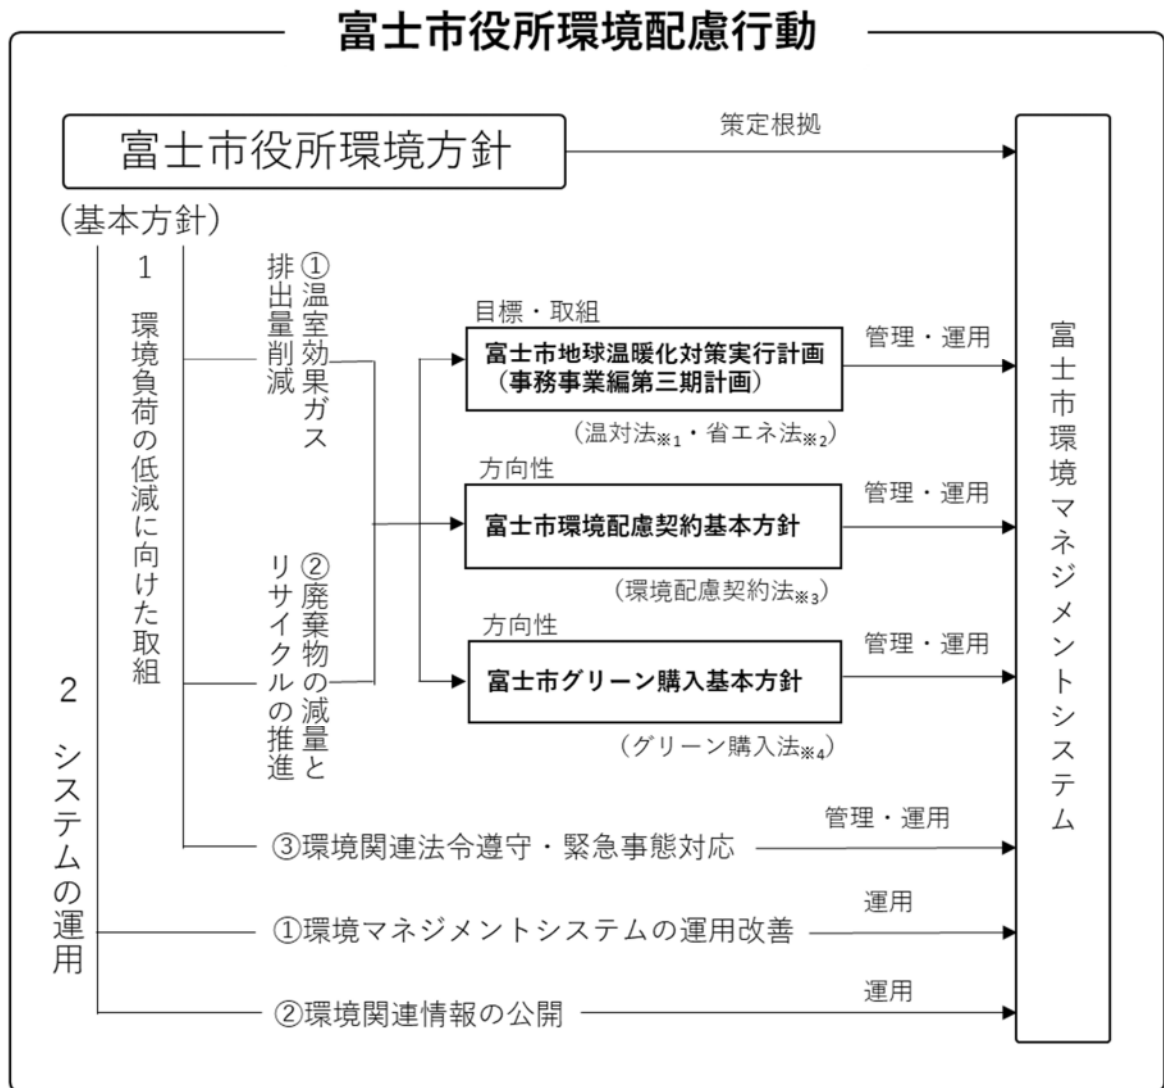 富士市役所環境配慮行動
富士市役所環境方針
策定根拠
(基本方針)
1 環境負荷の低減に向けた取組
①温室効果ガス
排出量削減
②廃棄物の減量と
リサイクルの推進
目標・取組
富士市地球温暖化対策実行計画
(事務事業編第三期計画)
(温対法※1・省エネ法※2)
管理・運用
方向性
富士市環境配慮契約基本方針
(環境配慮契約法※3)
管理・運用
方向性
富士市グリーン購入基本方針
(グリーン購入法※4)
管理・運用
③環境関連法令遵守・緊急事態対応
管理・運用
2 システムの運用
①環境マネジメントシステムの運用改善
運用
②環境関連情報の公開
運用
富士市環境マネジメントシステム